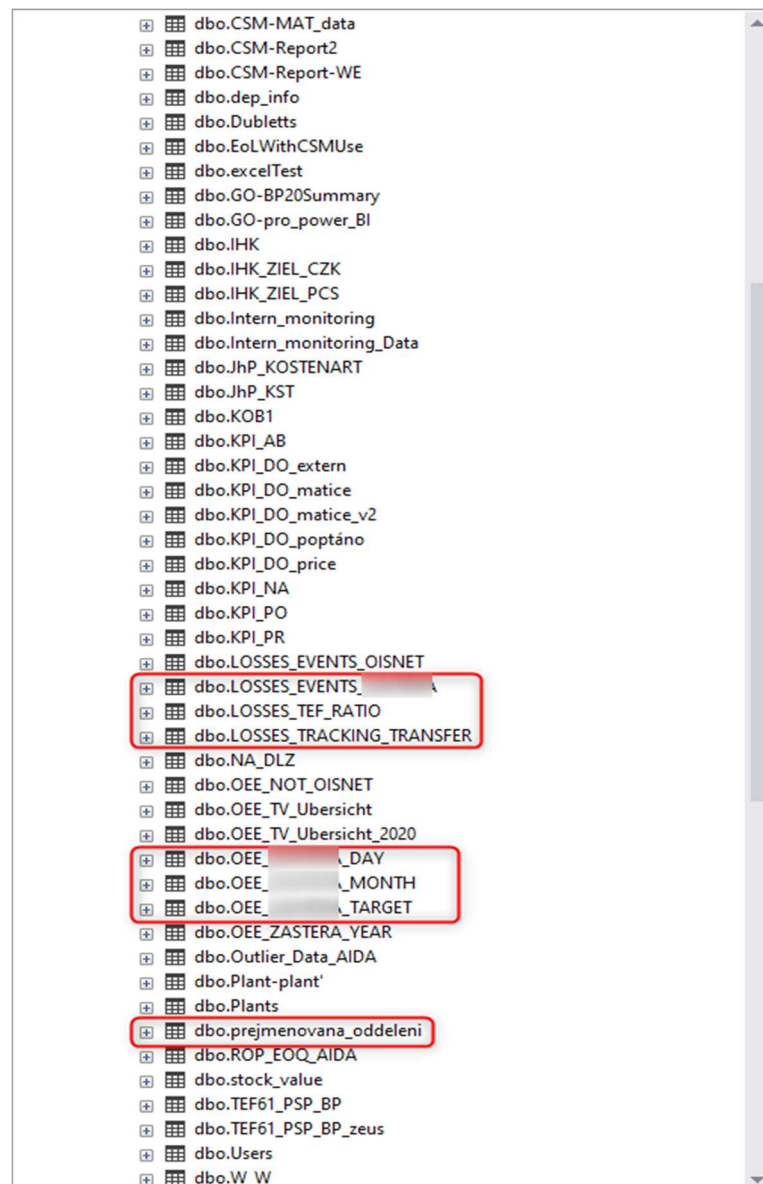 dbo.CSM-MAT_data
dbo.CSM-Report2
dbo.CSM-Report-WE
dbo.dep_info
dbo.Dubletts
dbo.EoLWithCSMUse
dbo.excelTest
dbo.GO-BP20Summary
dbo.GO-pro_power_BI
dbo.IHK
dbo.IHK_ZIEL_CZK
dbo.IHK_ZIEL_PCS
dbo.Intern_monitoring
dbo.Intern_monitoring_Data
dbo.JhP_KOSTENART
dbo.JhP_KST
dbo.KOB1
dbo.KPI_AB
dbo.KPI_DO_extern
dbo.KPI_DO_matice
dbo.KPI_DO_matice_v2
dbo.KPI_DO_poptáno
dbo.KPI_DO_price
dbo.KPI_NA
dbo.KPI_PO
dbo.KPI_PR
dbo.LOSSES_EVENTS_OISNET
dbo.LOSSES_EVENTS_
dbo.LOSSES_TEF_RATIO
dbo.LOSSES_TRACKING_TRANSFER
dbo.NA_DLZ
dbo.OEE_NOT_OISNET
dbo.OEE_TV_Ubersicht
dbo.OEE_TV_Ubersicht_2020
dbo.OEE_ _DAY
dbo.OEE_ _MONTH
dbo.OEE_ _TARGET
dbo.OEE_ZASTERA_YEAR
dbo.Outlier_Data_AIDA
dbo.Plant-plant'
dbo.Plants
dbo.prejmenovana_oddeleni
dbo.ROP_EOQ_AIDA
dbo.stock_value
dbo.TEF61_PSP_BP
dbo.TEF61_PSP_BP_zeus
dbo.Users
dbo.W_W